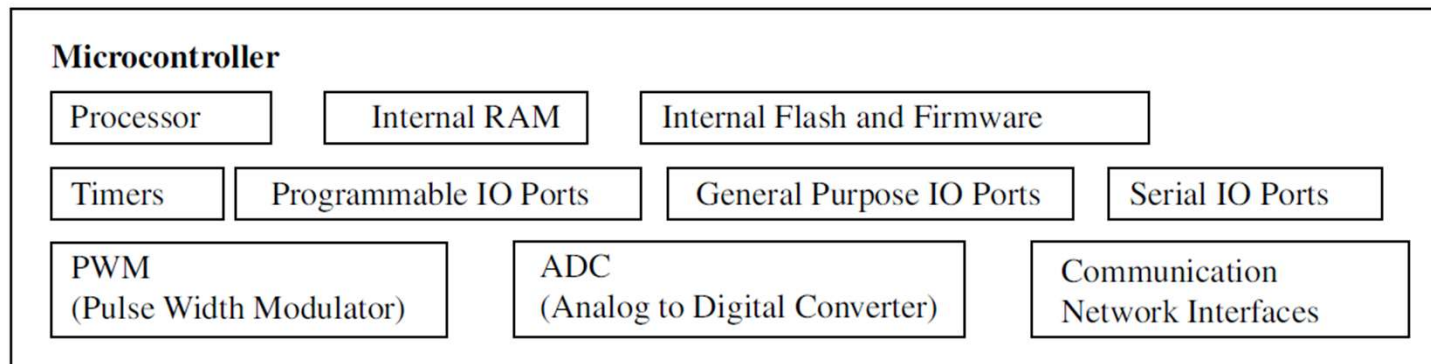 Microcontroller
Processor
Internal RAM
Internal Flash and Firmware
Timers
Programmable IO Ports
General Purpose IO Ports
Serial IO Ports
PWM
(Pulse Width Modulator)
ADC
(Analog to Digital Converter)
Communication
Network Interfaces